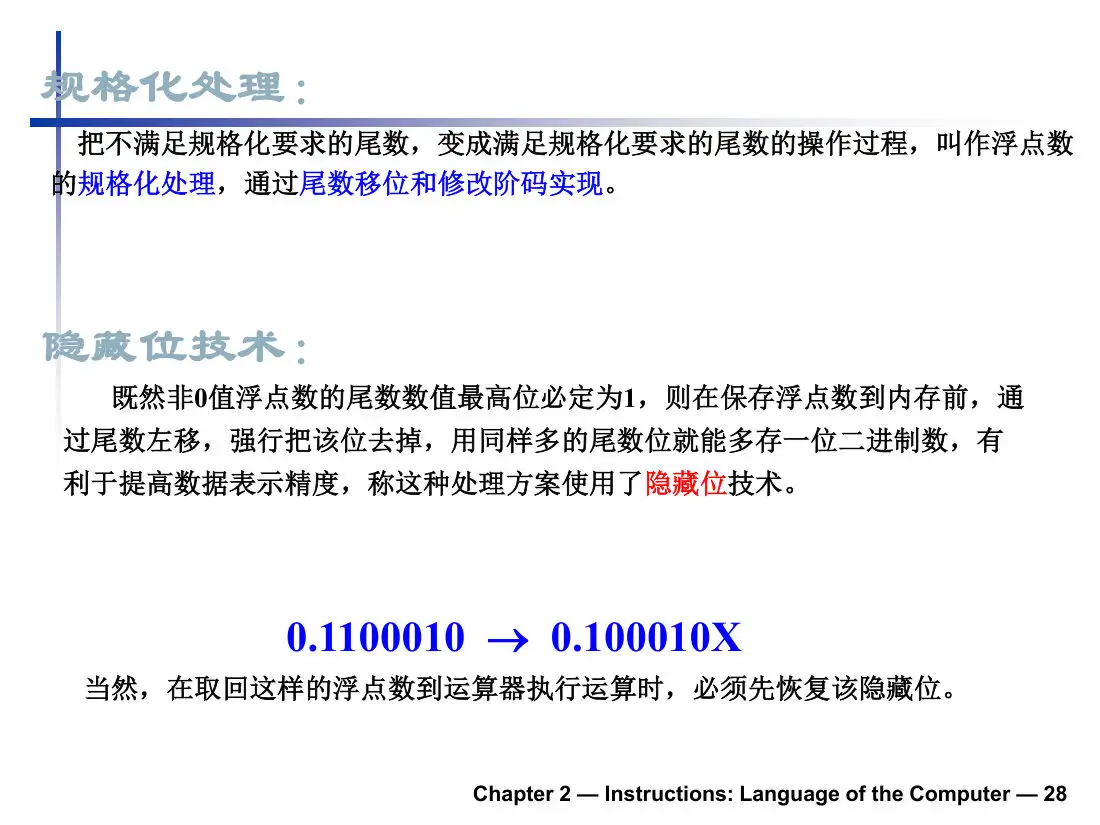 规格化处理：
把不满足规格化要求的尾数，变成满足规格化要求的尾数的操作过程，叫作浮点数
的规格化处理，通过尾数移位和修改阶码实现。
隐藏位技术：
既然非0值浮点数的尾数数值最高位必定为1，则在保存浮点数到内存前，通
过尾数左移，强行把该位去掉，用同样多的尾数位就能多存一位二进制数，有
利于提高数据表示精度，称这种处理方案使用了隐藏位技术。
0.1100010 → 0.100010X
当然，在取回这样的浮点数到运算器执行运算时，必须先恢复该隐藏位。
Chapter 2 — Instructions: Language of the Computer — 28